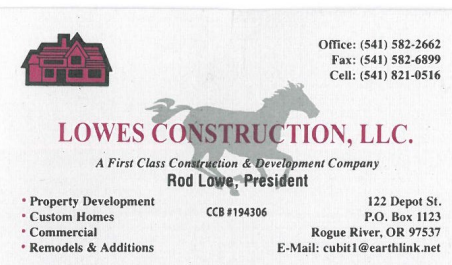 Office: (541) 582-2662
Fax: (541) 582-6899
Cell: (541) 821-0516
LOWES CONSTRUCTION, LLC.
A First Class Construction & Development Company
Rod Lowe, President
• Property Development
• Custom Homes
• Commercial
• Remodels & Additions
CCB #194306
122 Depot St.
P.O. Box 1123
Rogue River, OR 97537
E-Mail: cubit1@earthlink.net